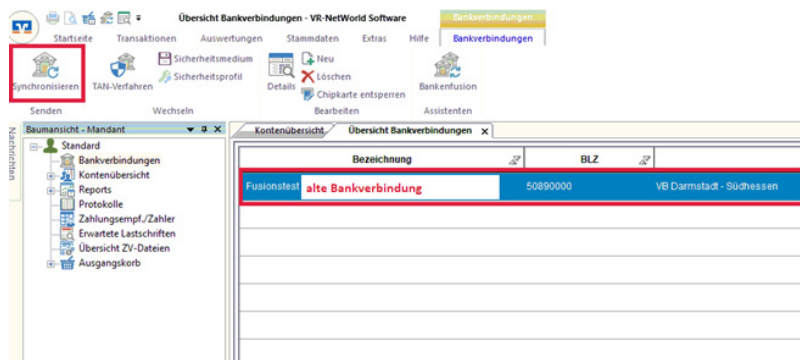 Übersicht Bankverbindungen - VR-NetWorld Software
Bankverbindungen
Startseite Transaktionen Auswertungen Stammdaten Extras Hilfe Bankverbindungen
Synchronisieren
TAN-Verfahren
Sicherheitsmedium
Sicherheitsprofil
Details
Neu
Löschen
Chipkarte entsperren
Bankenfusion
Senden Wechseln Bearbeiten Assistenten
Nachrichten
Baumansicht - Mandant
Kontenübersicht Übersicht Bankverbindungen x
Standard
Bankverbindungen
Kontenübersicht
Reports
Protokolle
Zahlungsempf./Zahler
Erwartete Lastschriften
Übersicht ZV-Dateien
Ausgangskorb
Bezeichnung BLZ
Fusionstest alte Bankverbindung 50890000 VB Darmstadt - Südhessen